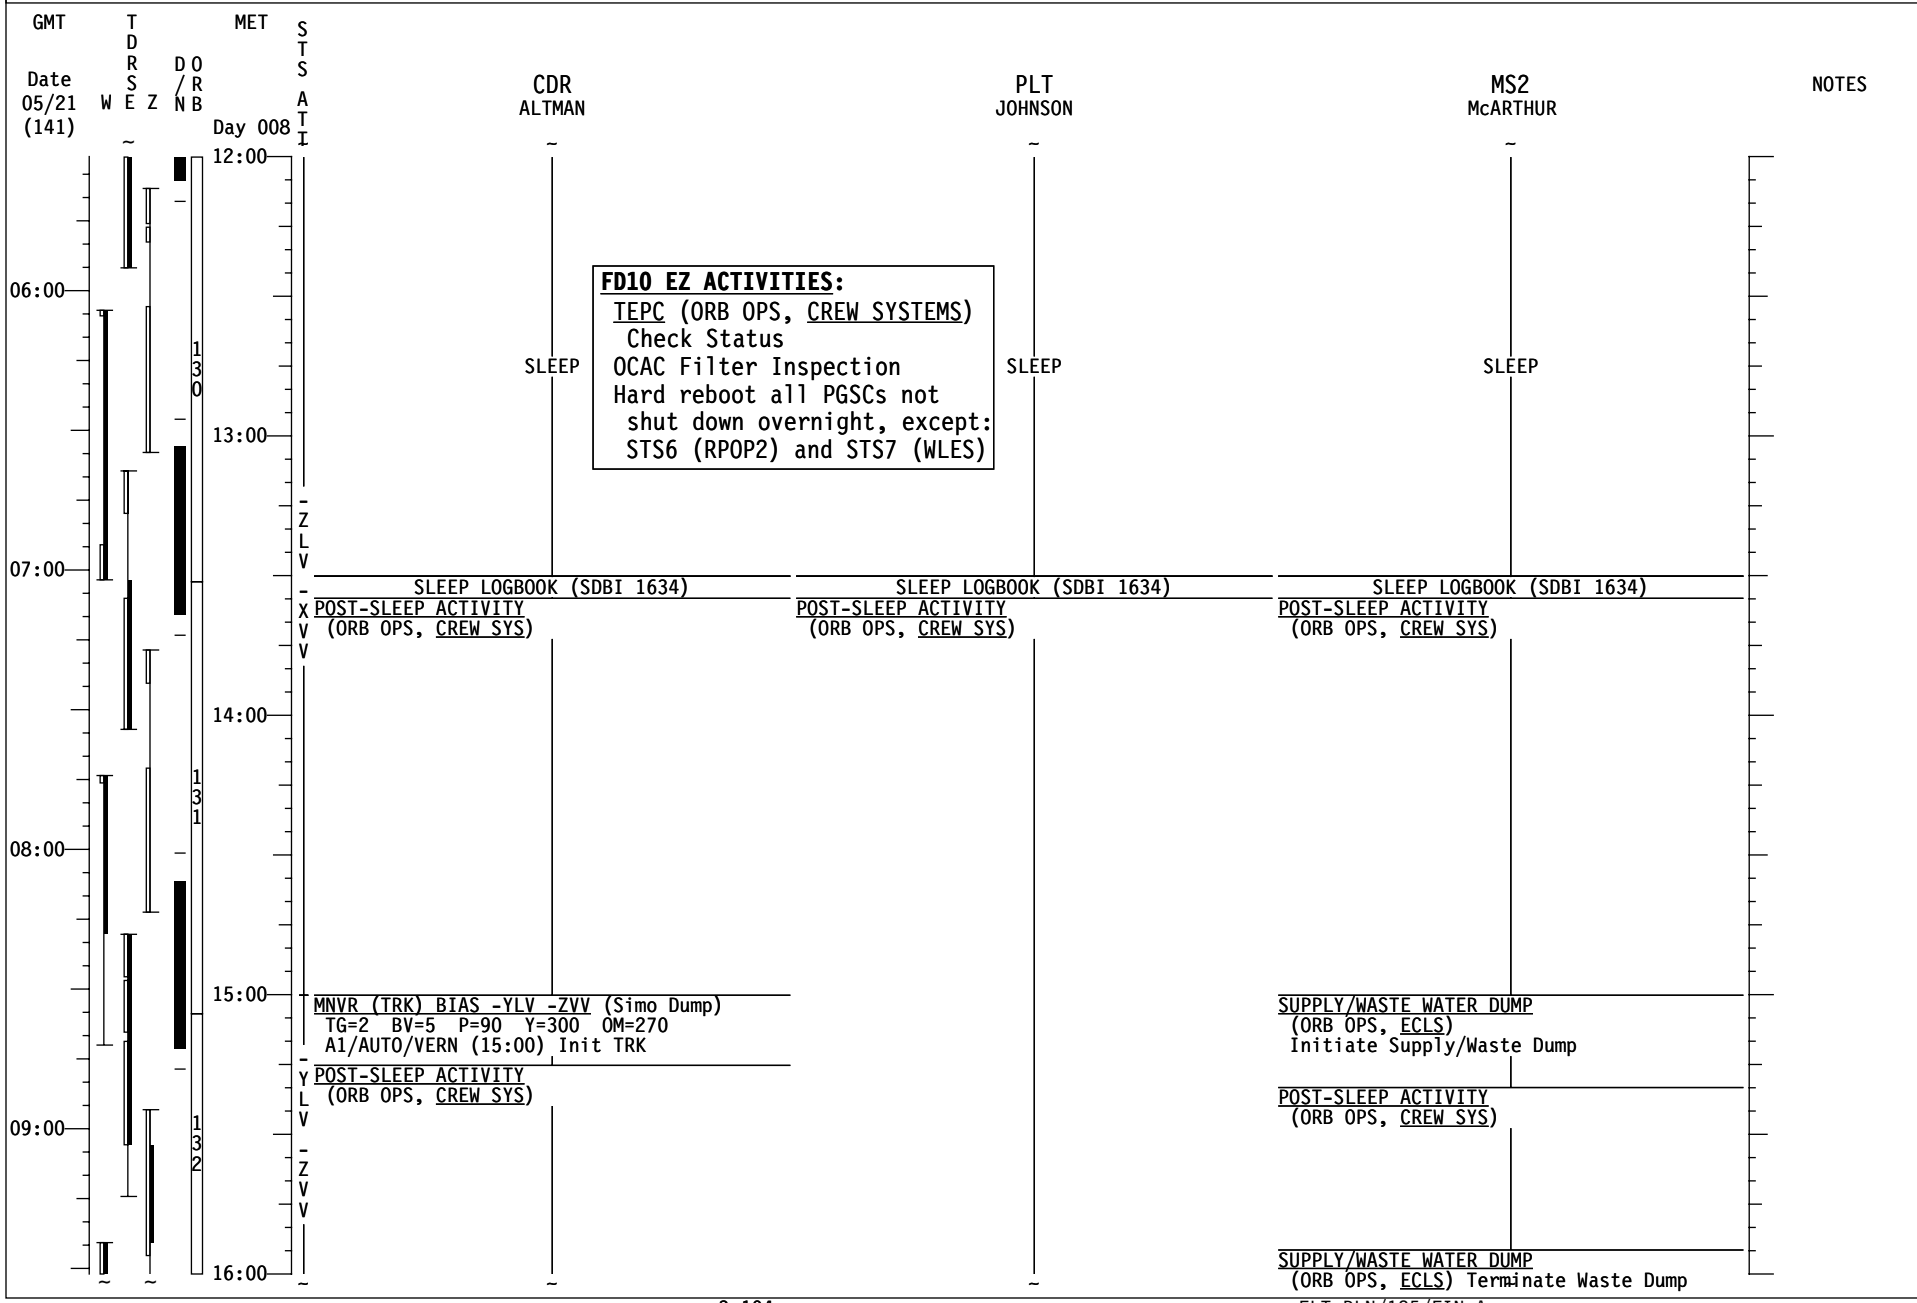 GMT
TDRSE
MET
STS ATT
D/N
ORB
Date
05/21
(141)
W E Z
Day 008
CDR
ALTMAN
PLT
JOHNSON
MS2
McARTHUR
NOTES
~ ~ ~ ~
12:00
06:00
FD10 EZ ACTIVITIES:
TEPC (ORB OPS, CREW SYSTEMS)
Check Status
OCAC Filter Inspection
Hard reboot all PGSCs not
shut down overnight, except:
STS6 (RPOP2) and STS7 (WLES)
130
SLEEP
SLEEP
SLEEP
13:00
-ZLV
07:00
SLEEP LOGBOOK (SDBI 1634)
SLEEP LOGBOOK (SDBI 1634)
SLEEP LOGBOOK (SDBI 1634)
-XVV
POST-SLEEP ACTIVITY
(ORB OPS, CREW SYS)
POST-SLEEP ACTIVITY
(ORB OPS, CREW SYS)
POST-SLEEP ACTIVITY
(ORB OPS, CREW SYS)
14:00
131
08:00
15:00
MNVR (TRK) BIAS -YLV -ZVV (Simo Dump)
TG=2 BV=5 P=90 Y=300 OM=270
A1/AUTO/VERN (15:00) Init TRK
SUPPLY/WASTE WATER DUMP
(ORB OPS, ECLS)
Initiate Supply/Waste Dump
-YLV
POST-SLEEP ACTIVITY
(ORB OPS, CREW SYS)
POST-SLEEP ACTIVITY
(ORB OPS, CREW SYS)
09:00
132
-ZVV
SUPPLY/WASTE WATER DUMP
(ORB OPS, ECLS) Terminate Waste Dump
16:00
~ ~ ~ ~ ~